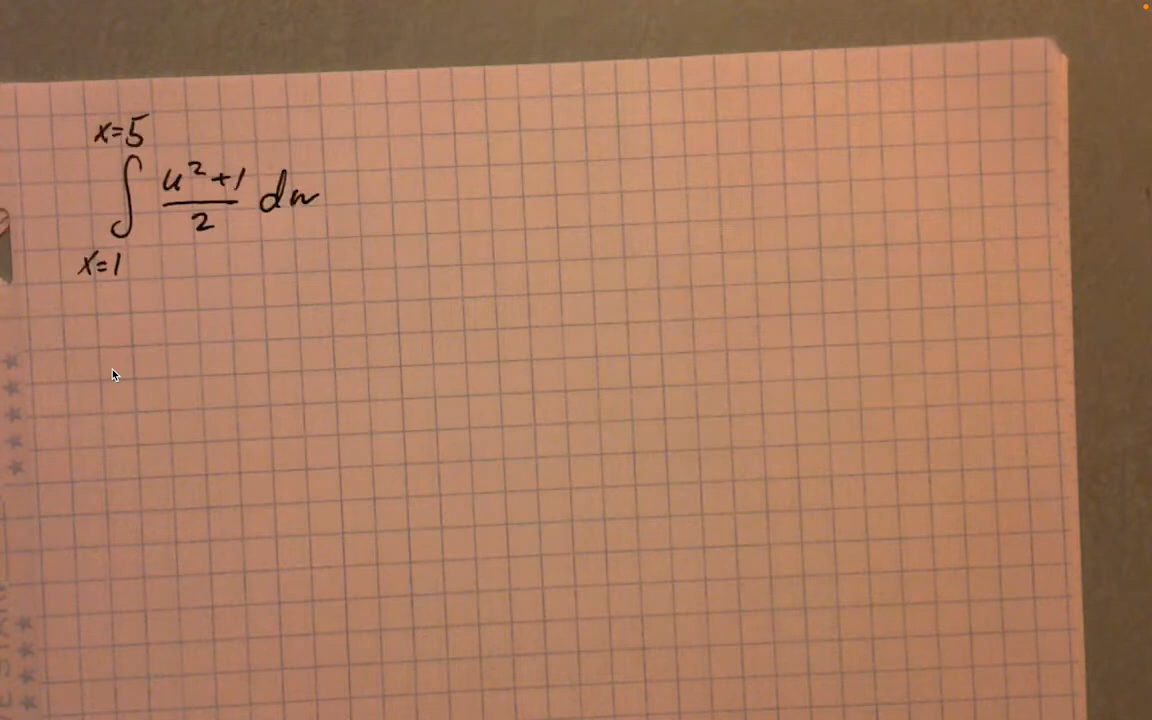 x=5
∫ (u²+1)/2 du
x=1